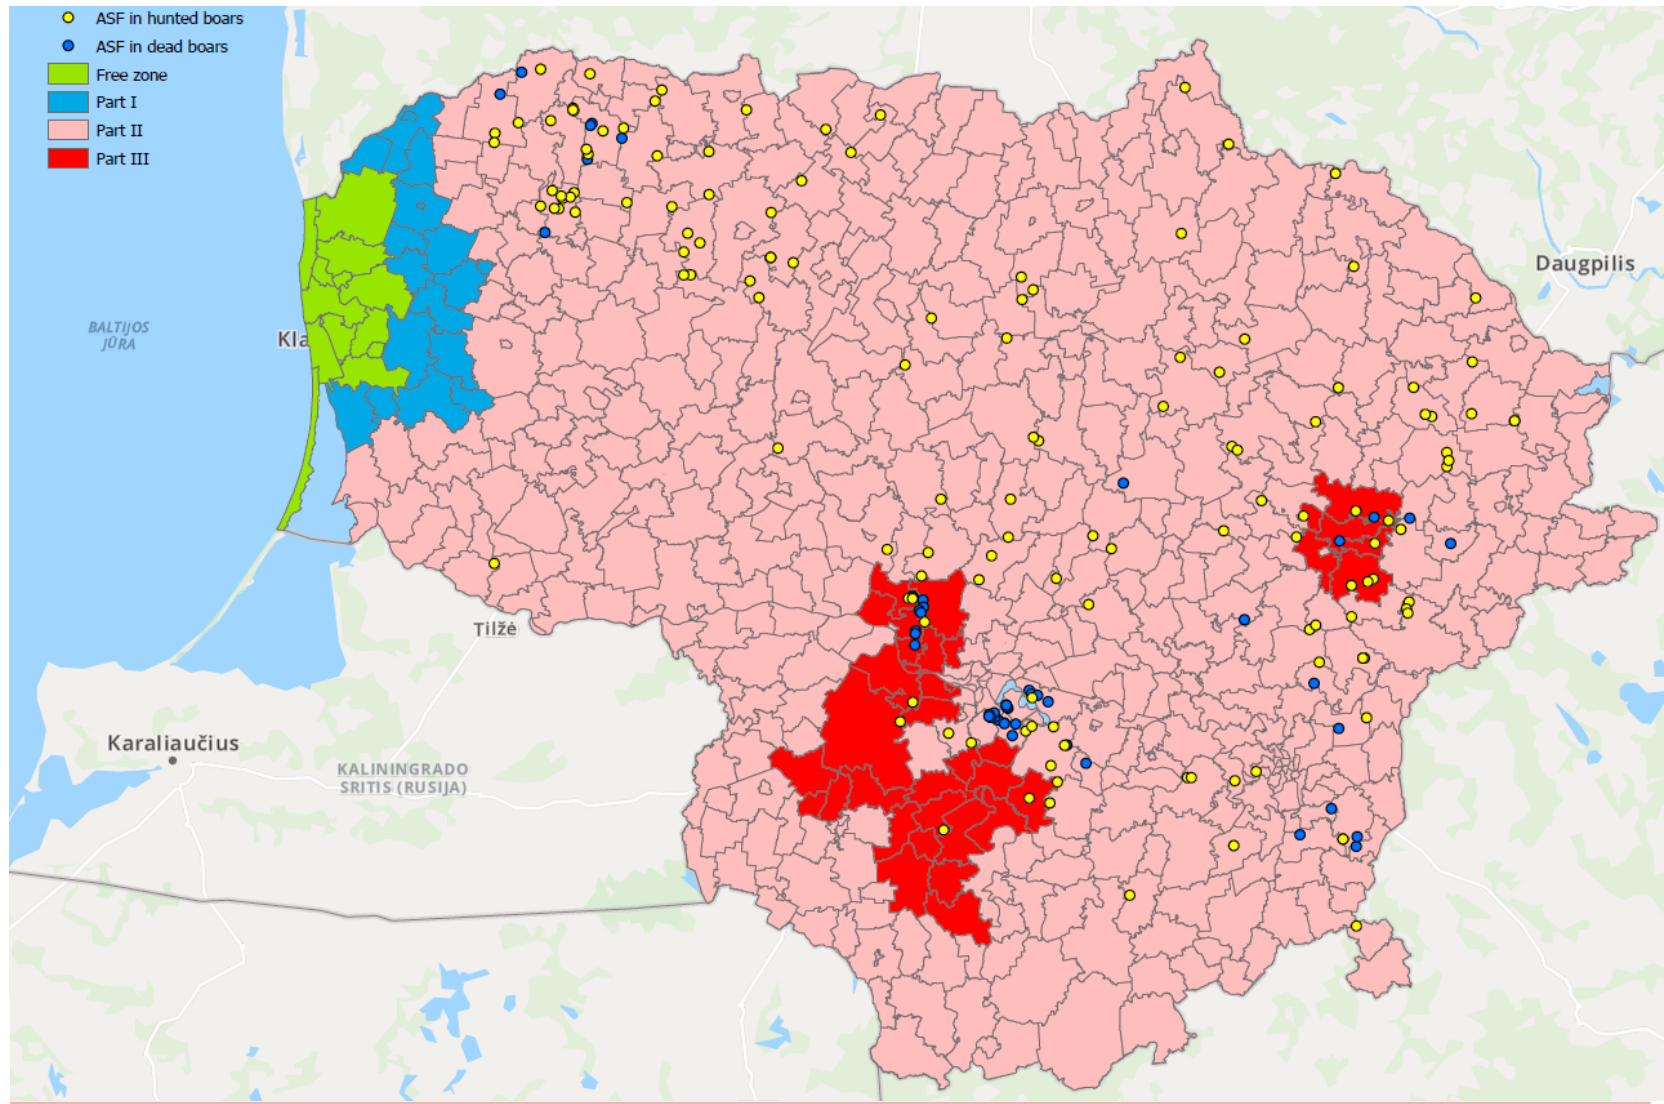 ASF in hunted boars
ASF in dead boars
Free zone
Part I
Part II
Part III
Daugpilis
BALTIJOS
JŪRA
Kla
Tilžė
Karaliaučius
KALININGRADO
SRITIS (RUSIJA)